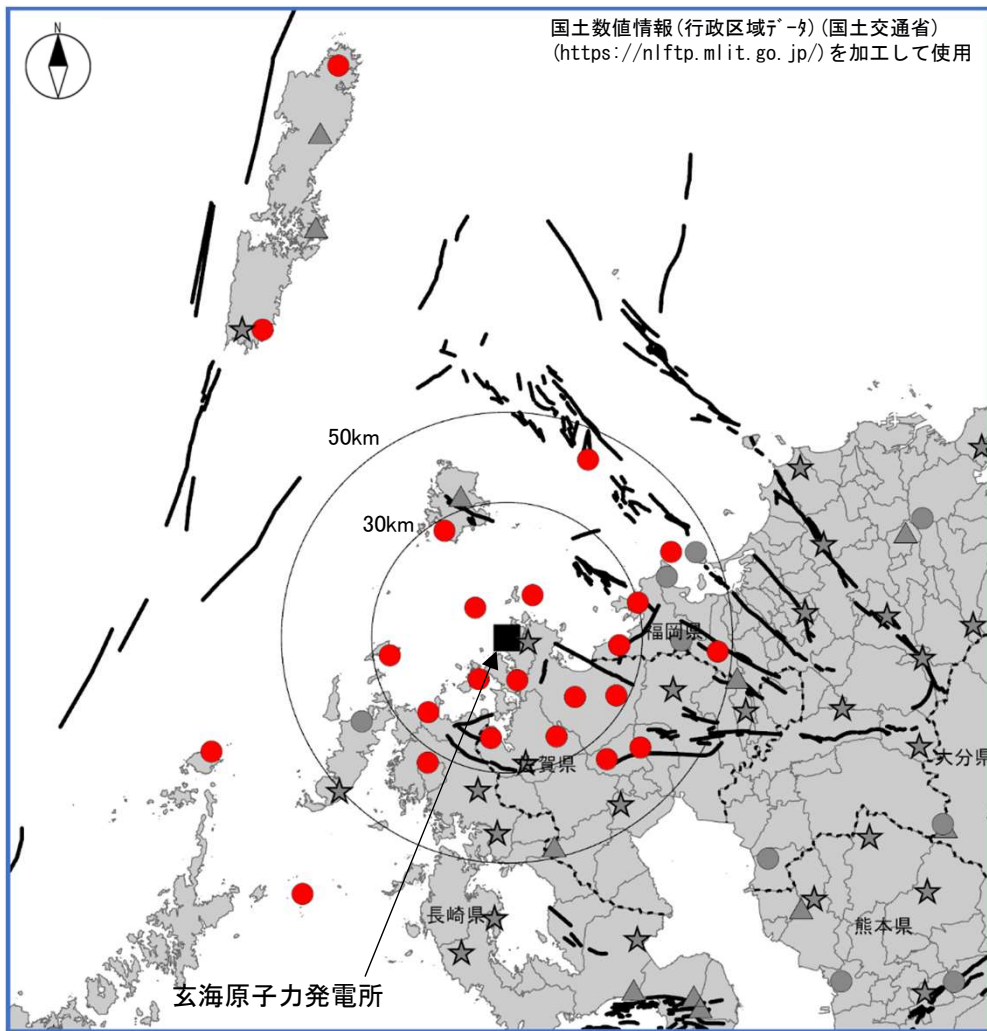 国土数値情報(行政区域ﾃﾞｰﾀ)(国土交通省)
(https://nlftp.mlit.go.jp/)を加工して使用
N
50km
30km
福岡県
佐賀県
大分県
長崎県
熊本県
玄海原子力発電所